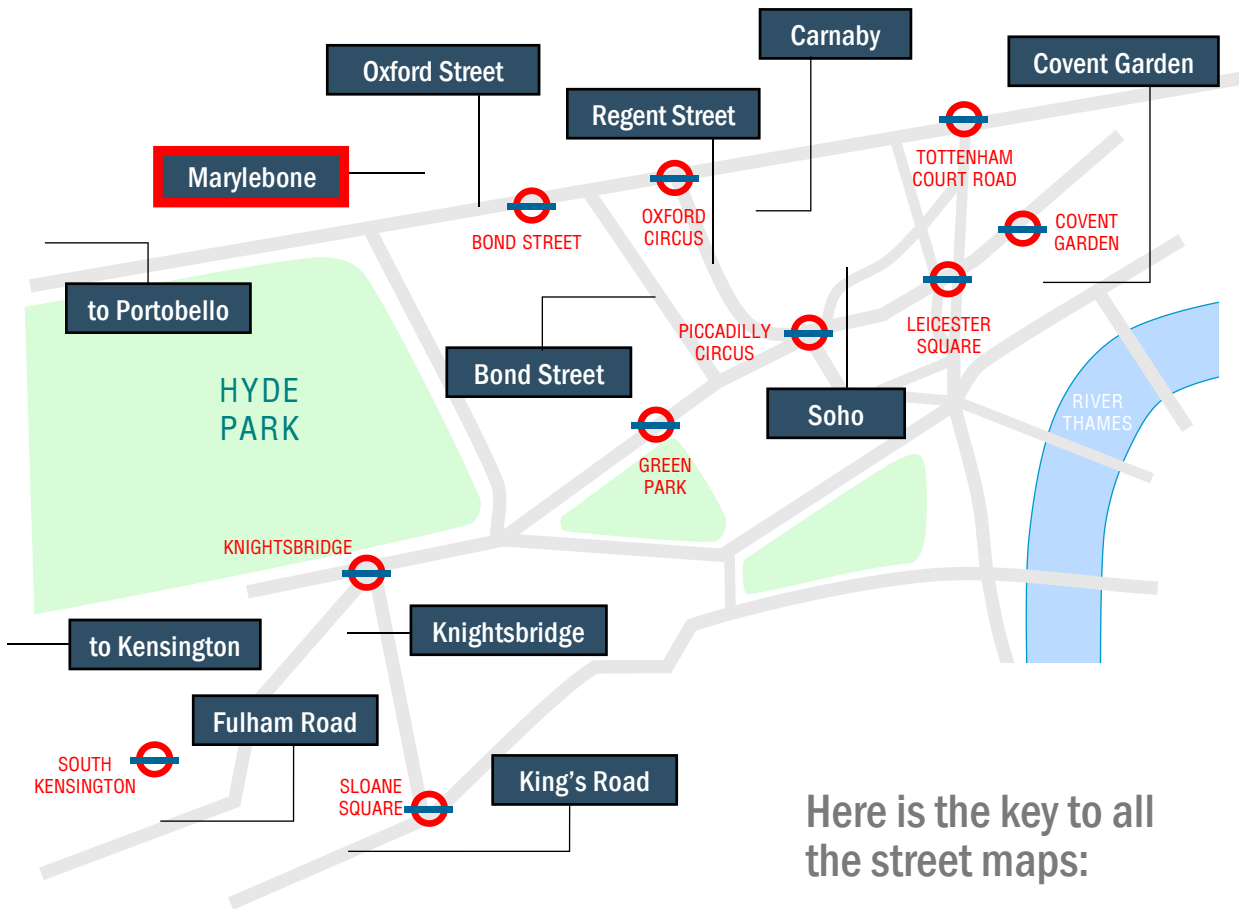 Carnaby
Oxford Street
Covent Garden
Regent Street
Marylebone
TOTTENHAM
COURT ROAD
OXFORD
CIRCUS
COVENT
GARDEN
BOND STREET
to Portobello
PICCADILLY
CIRCUS
LEICESTER
SQUARE
Bond Street
HYDE
PARK
Soho
RIVER
THAMES
GREEN
PARK
KNIGHTSBRIDGE
to Kensington
Knightsbridge
Fulham Road
SOUTH
KENSINGTON
SLOANE
SQUARE
King's Road
Here is the key to all
the street maps: